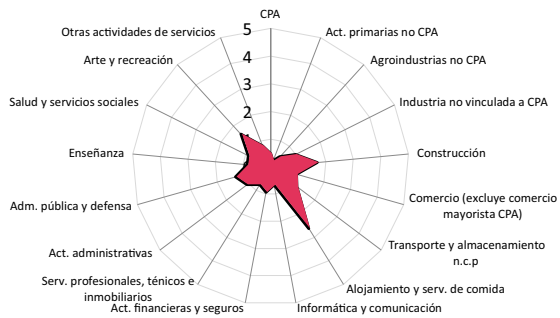 CPA
Act. primarias no CPA
Agroindustrias no CPA
Industria no vinculada a CPA
Construcción
Comercio (excluye comercio
mayorista CPA)
Transporte y almacenamiento
n.c.p
Alojamiento y serv. de comida
Informática y comunicación
Act. financieras y seguros
Serv. profesionales, ténicos e
inmobiliarios
Act. administrativas
Adm. pública y defensa
Enseñanza
Salud y servicios sociales
Arte y recreación
Otras actividades de servicios
5
4
3
2
1